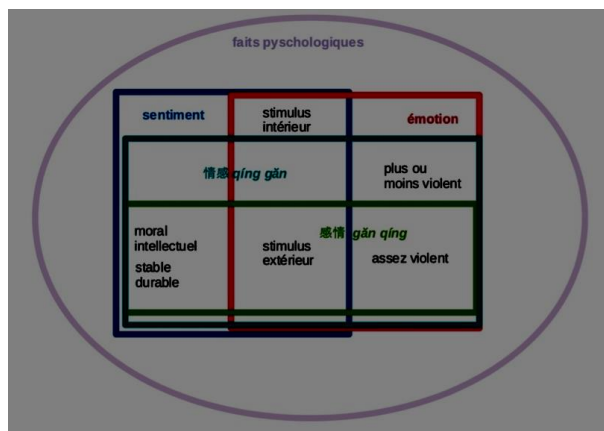 faits pyschologiques
sentiment
stimulus
intérieur
émotion
情感 qíng gǎn
plus ou
moins violent
moral
intellectuel
stable
durable
感情 gǎn qíng
stimulus
extérieur
assez violent